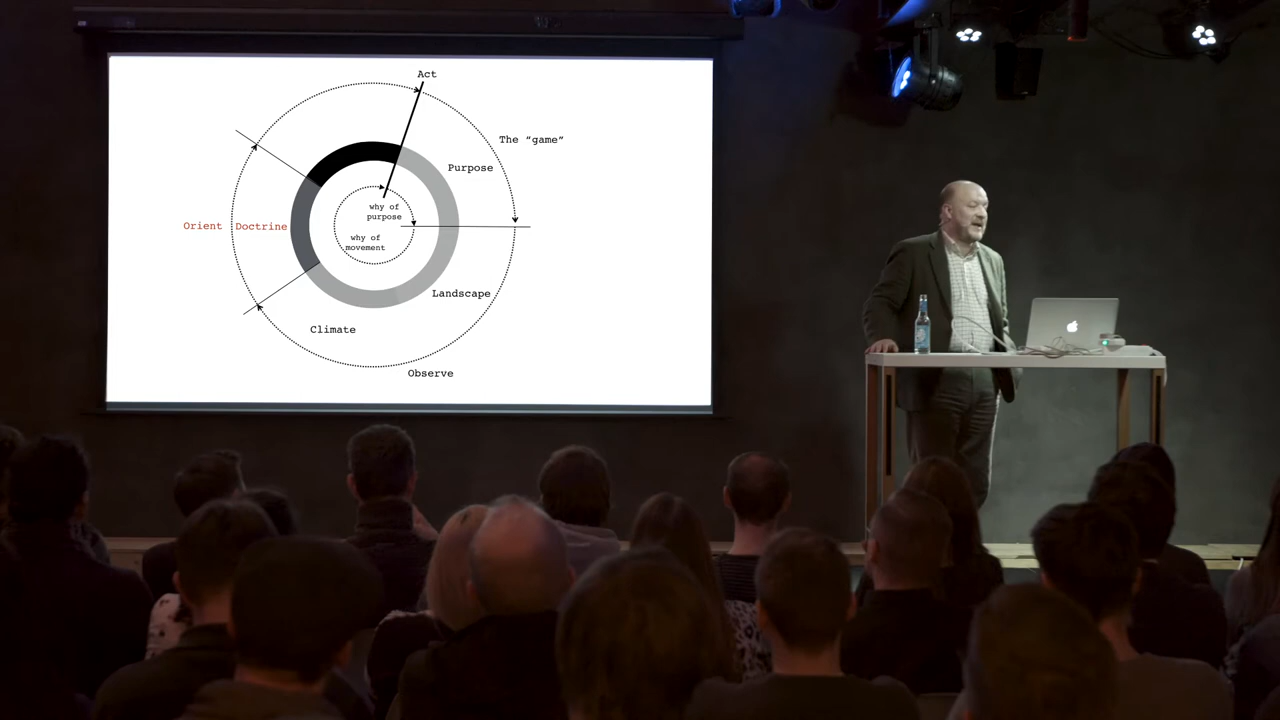 Act
The “game”
Purpose
why of
purpose
Orient Doctrine
why of
movement
Landscape
Climate
Observe